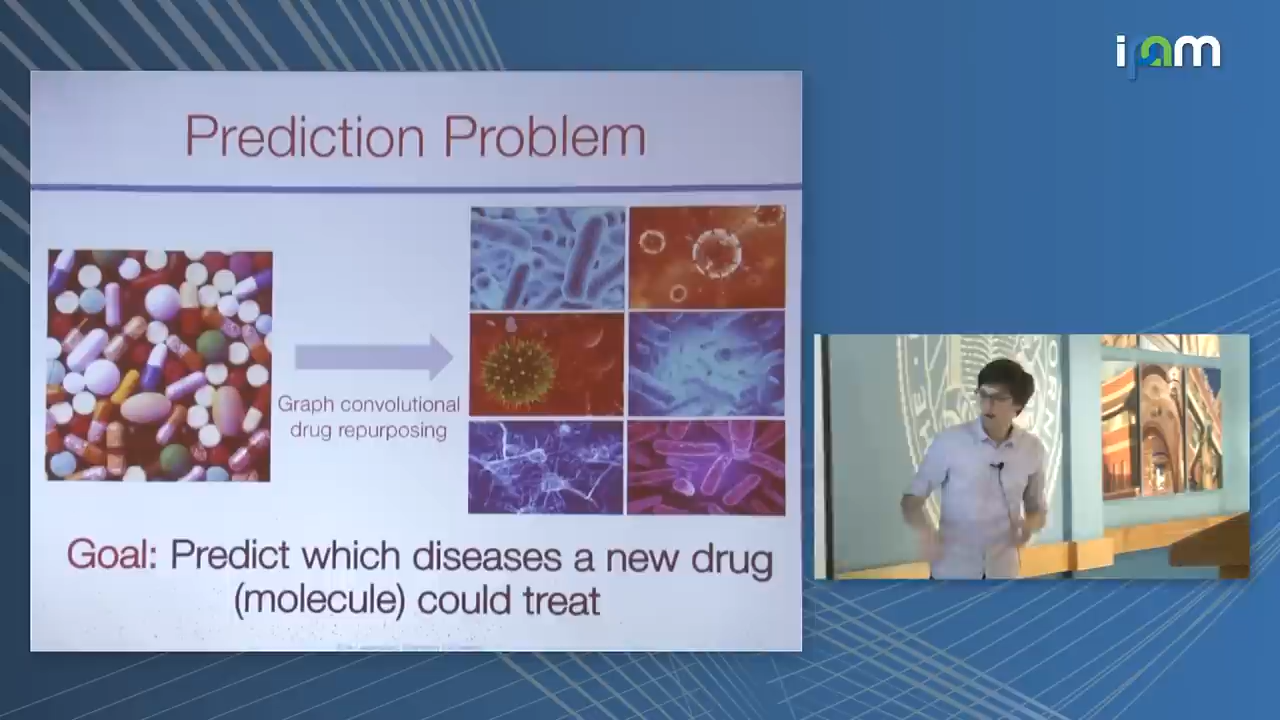 ipam
Prediction Problem
Graph convolutional
drug repurposing
Goal: Predict which diseases a new drug
(molecule) could treat